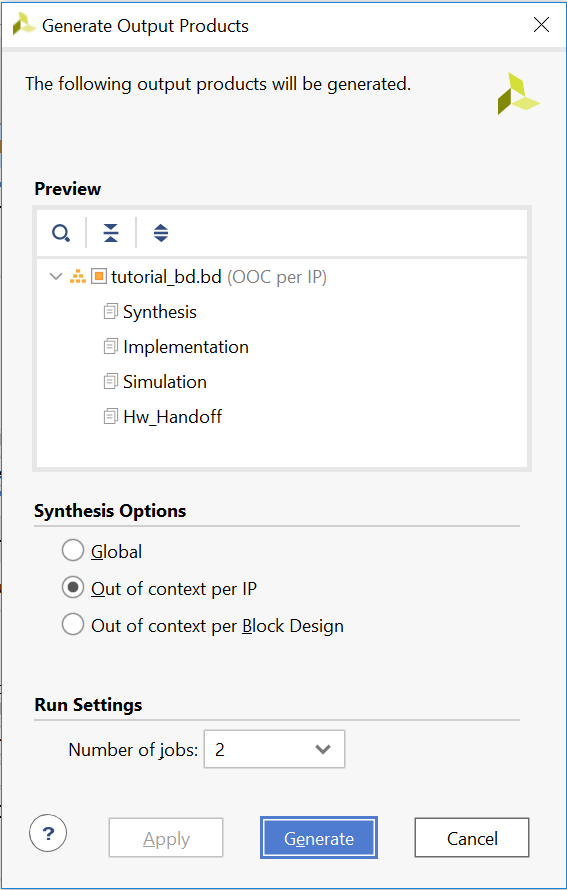 Generate Output Products
The following output products will be generated.
Preview
tutorial_bd.bd (OOC per IP)
Synthesis
Implementation
Simulation
Hw_Handoff
Synthesis Options
Global
Out of context per IP
Out of context per Block Design
Run Settings
Number of jobs: 2
? Apply Generate Cancel